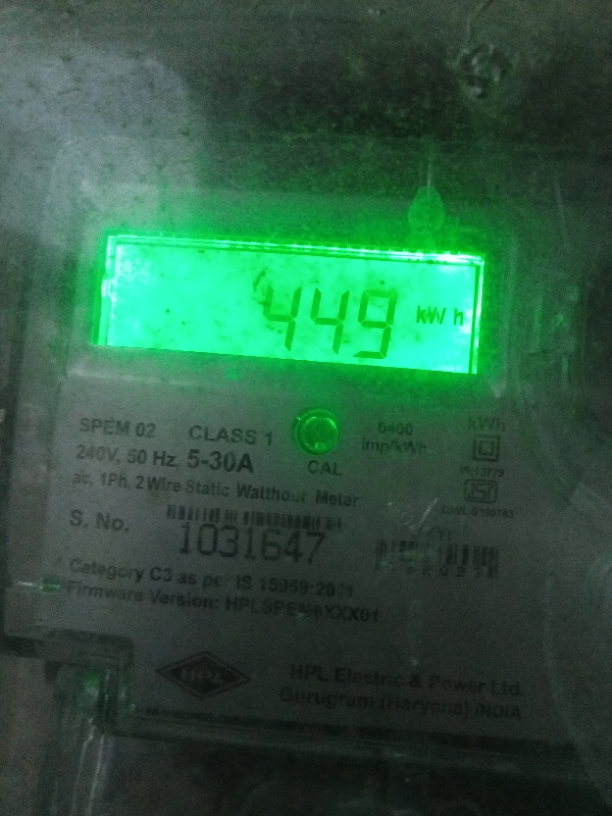 449 kWh
SPEM 02 CLASS 1 6400 kWh
240V, 50 Hz 5-30A imp/kWh
CAL
ac, 1Ph, 2 Wire Static Watthour Meter
S. No. 1031647
Category C3 as per IS 15959:2011
Firmware Version:
HPL
HPL Electric & Power Ltd.
Gurugram (Haryana) INDIA